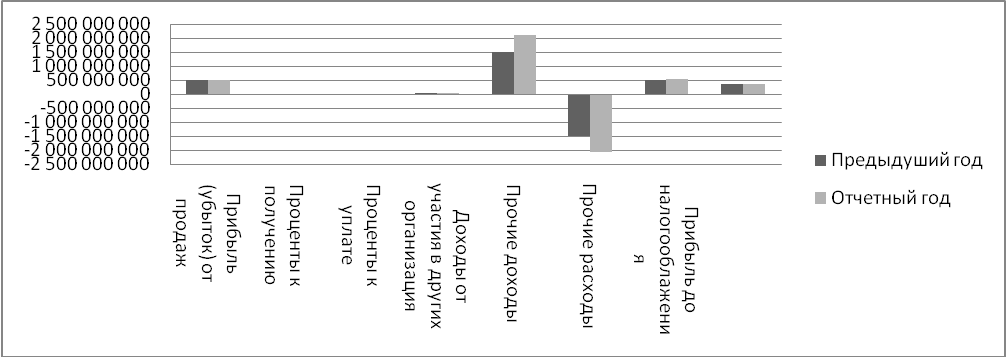 2 500 000 000
2 000 000 000
1 500 000 000
1 000 000 000
500 000 000
0
-500 000 000
-1 000 000 000
-1 500 000 000
-2 000 000 000
-2 500 000 000
Прибыль
(убыток) от
продаж
Проценты к
получению
Проценты к
уплате
Доходы от
участия в других
организация
Прочие доходы
Прочие расходы
Прибыль до
налогооблажени
я
Предыдуший год
Отчетный год